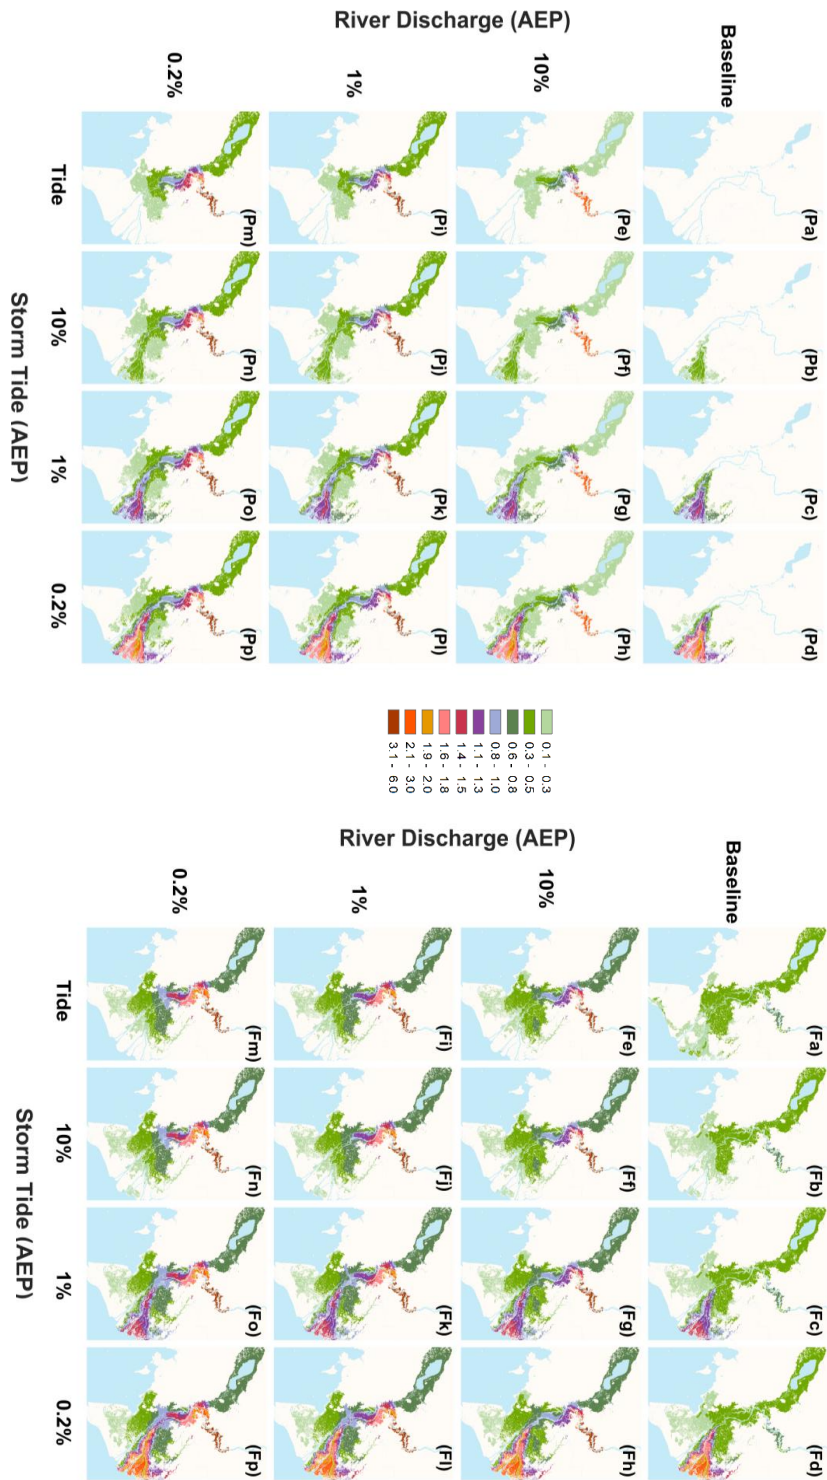 River Discharge (AEP)
0.2%
1%
10%
Baseline
(Pm)
(Pi)
(Pe)
(Pa)
Tide
(Pn)
(Pj)
(Pf)
(Pb)
10%
(Po)
(Pk)
(Pg)
(Pc)
1%
(Pp)
(Pl)
(Ph)
(Pd)
0.2%
Storm Tide (AEP)
0.1 - 0.3
0.3 - 0.5
0.6 - 0.8
0.8 - 1.0
1.1 - 1.3
1.4 - 1.5
1.6 - 1.8
1.9 - 2.0
2.1 - 3.0
3.1 - 6.0
River Discharge (AEP)
0.2%
1%
10%
Baseline
(Fm)
(Fi)
(Fe)
(Fa)
Tide
(Fn)
(Fj)
(Ff)
(Fb)
10%
(Fo)
(Fk)
(Fg)
(Fc)
1%
(Fp)
(Fl)
(Fh)
(Fd)
0.2%
Storm Tide (AEP)